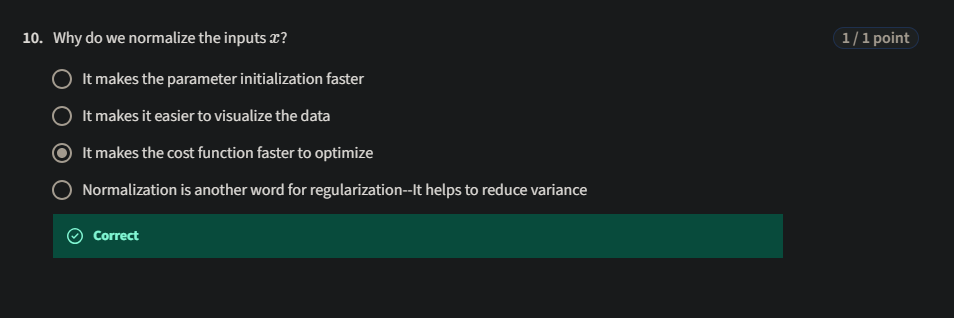 10. Why do we normalize the inputs x?
1 / 1 point
It makes the parameter initialization faster
It makes it easier to visualize the data
It makes the cost function faster to optimize
Normalization is another word for regularization--It helps to reduce variance
Correct